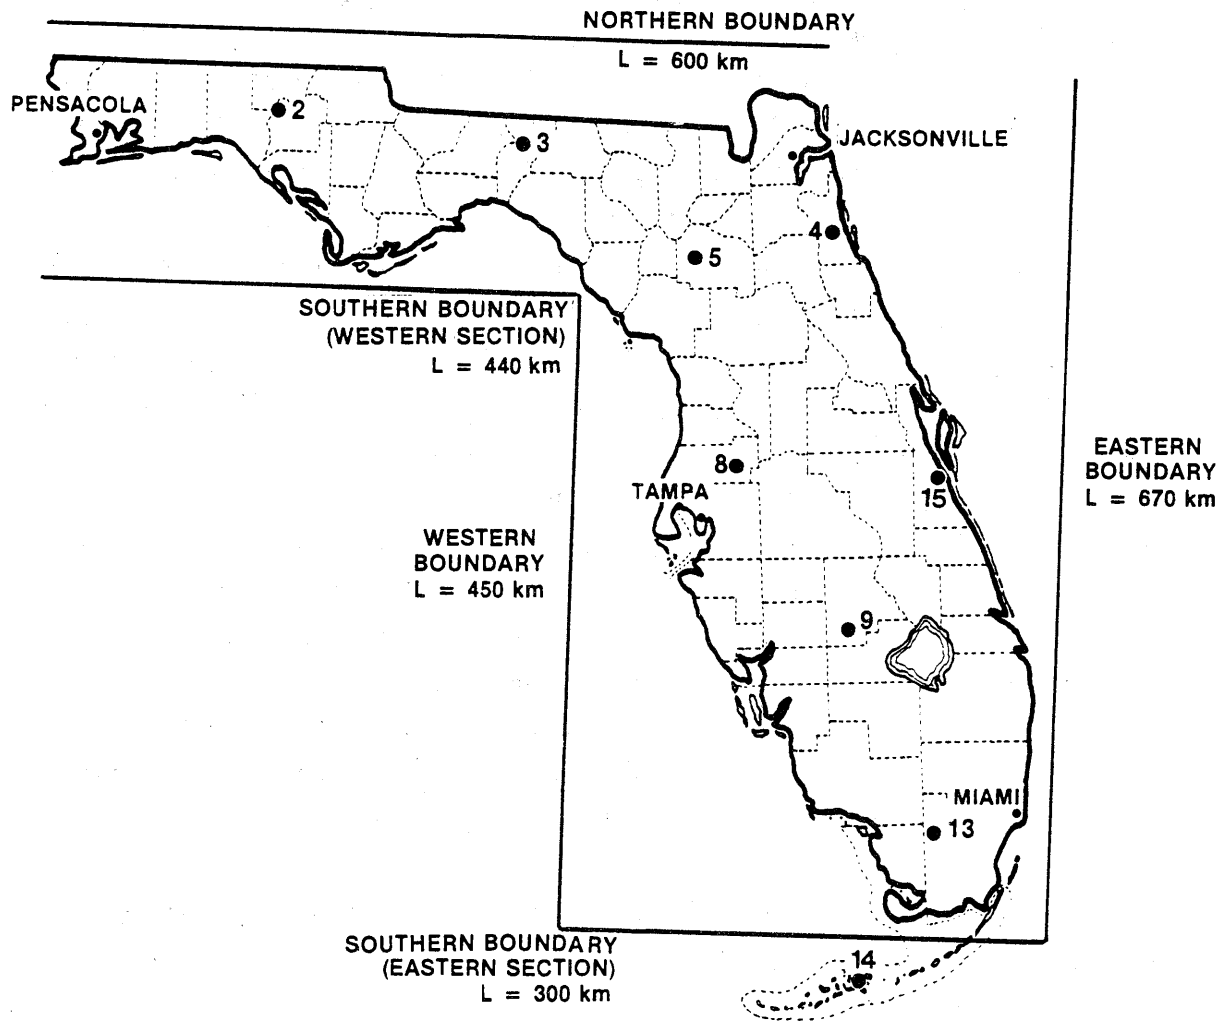 NORTHERN BOUNDARY
L = 600 km
PENSACOLA
2
3
JACKSONVILLE
4
5
SOUTHERN BOUNDARY
(WESTERN SECTION)
L = 440 km
EASTERN
BOUNDARY
L = 670 km
8
TAMPA
15
WESTERN
BOUNDARY
L = 450 km
9
MIAMI
13
SOUTHERN BOUNDARY
(EASTERN SECTION)
L = 300 km
14